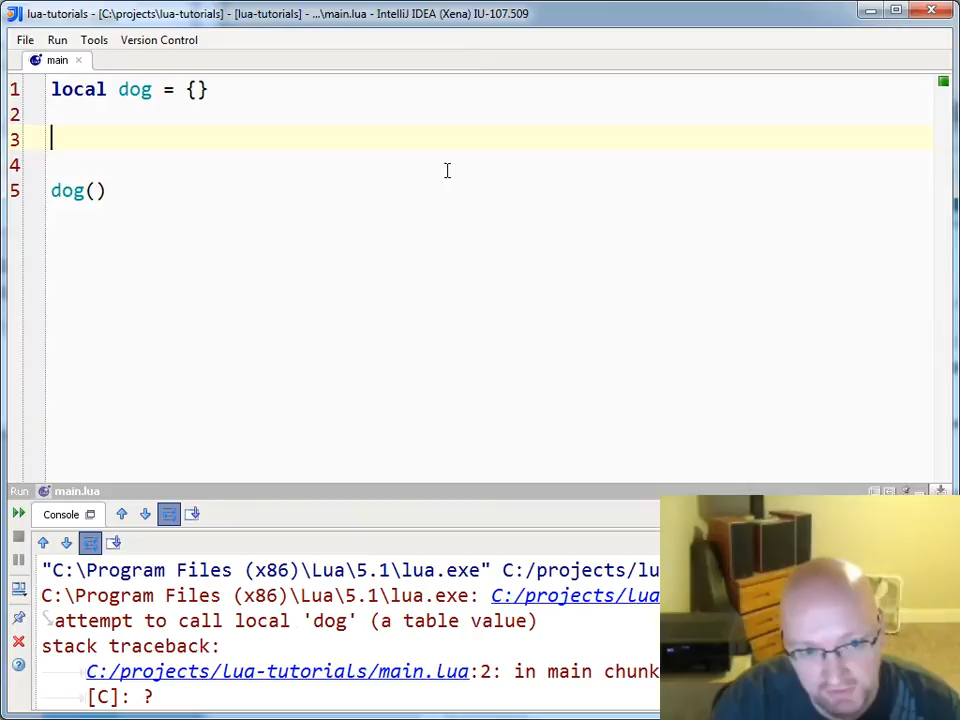 lua-tutorials - [C:\projects\lua-tutorials] - [lua-tutorials] - ...\main.lua - IntelliJ IDEA (Xena) IU-107.509
File Run Tools Version Control
main
1 local dog = {}
2
3
4
5 dog()
Run main.lua
Console
"C:\Program Files (x86)\Lua\5.1\lua.exe" C:/projects/lu
C:\Program Files (x86)\Lua\5.1\lua.exe: C:/projects/lua
attempt to call local 'dog' (a table value)
stack traceback:
C:/projects/lua-tutorials/main.lua:2: in main chunk
[C]: ?